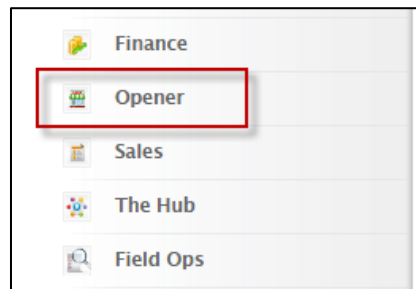 Finance
Opener
Sales
The Hub
Field Ops